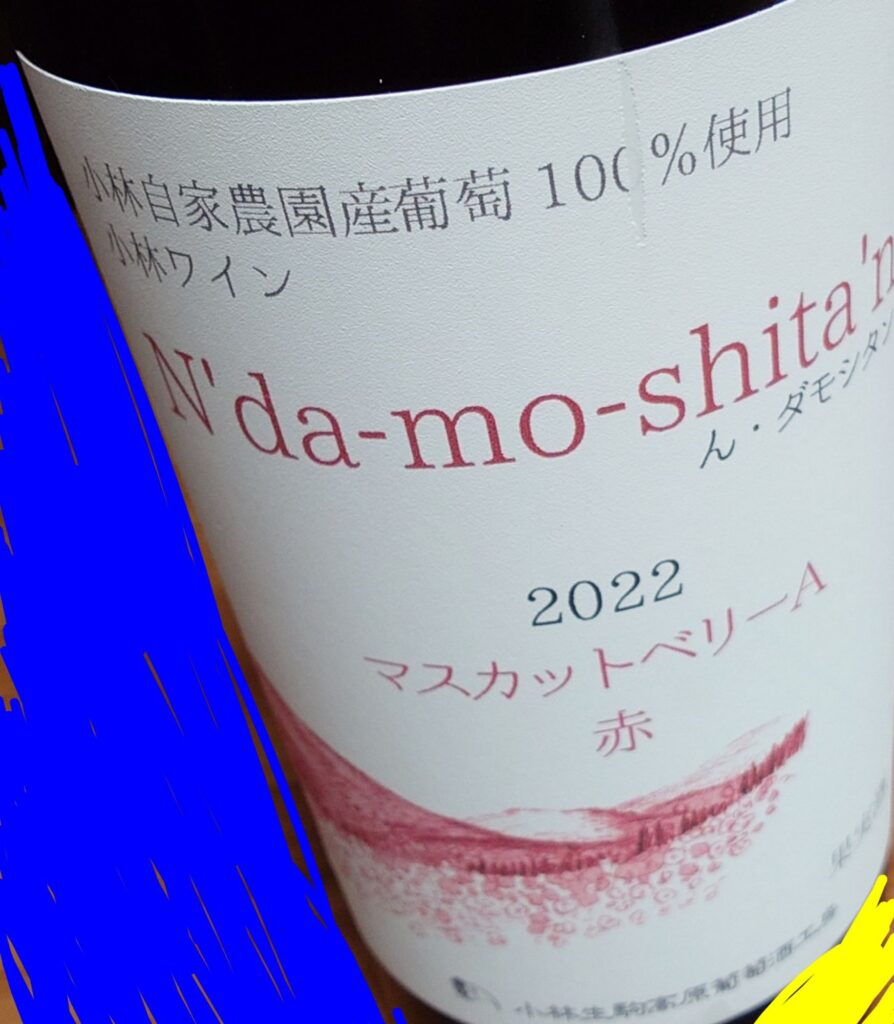 小林自家農園産葡萄 100%使用
小林ワイン
N'da-mo-shita'n
ん・ダモシタン
2022
マスカットベリーA
赤
果実酒
小林生駒高原葡萄酒工房